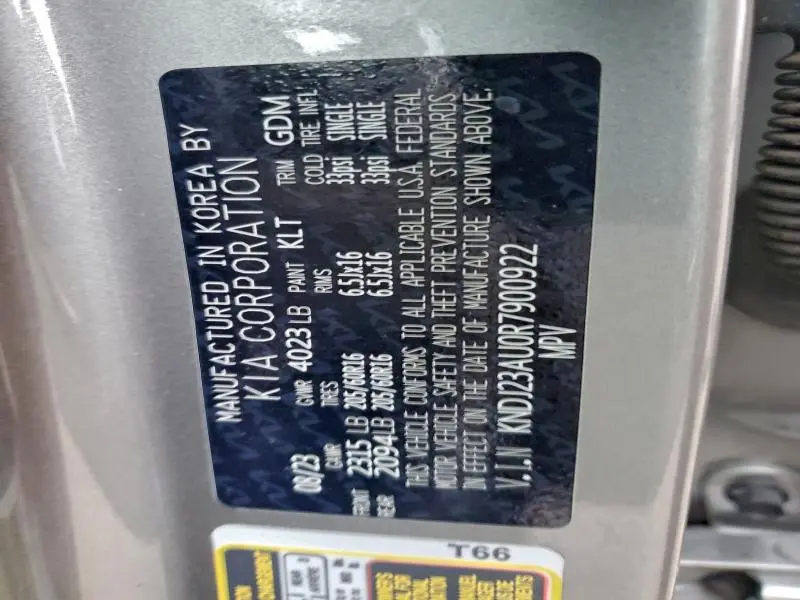 MANUFACTURED IN KOREA BY
KIA CORPORATION
08/23 GVWR 4023 LB PAINT KLT TRIM GDM
GAWR TIRES RIMS COLD TIRE INFL
FRONT 2315 LB 205/60R16 6.5Jx16 33psi SINGLE
REAR 2094 LB 205/60R16 6.5Jx16 33psi SINGLE
THIS VEHICLE CONFORMS TO ALL APPLICABLE U.S.A. FEDERAL
MOTOR VEHICLE SAFETY AND THEFT PREVENTION STANDARDS
IN EFFECT ON THE DATE OF MANUFACTURE SHOWN ABOVE.
V.I.N KNDJ23AU0R7900922
MPV
T66